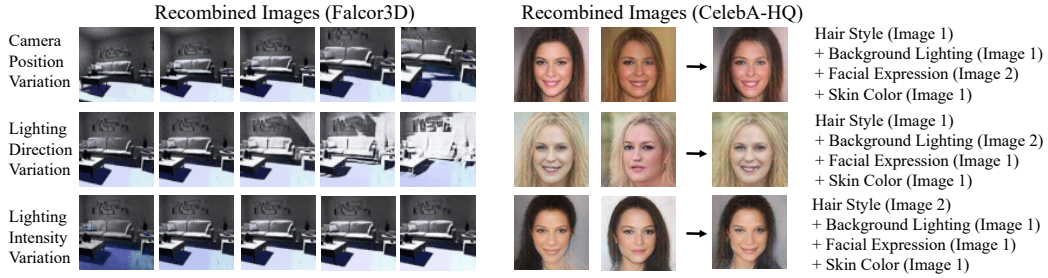 Recombined Images (Falcor3D)
Recombined Images (CelebA-HQ)
Camera
Position
Variation
Hair Style (Image 1)
+ Background Lighting (Image 1)
+ Facial Expression (Image 2)
+ Skin Color (Image 1)
Lighting
Direction
Variation
Hair Style (Image 1)
+ Background Lighting (Image 2)
+ Facial Expression (Image 1)
+ Skin Color (Image 1)
Lighting
Intensity
Variation
Hair Style (Image 2)
+ Background Lighting (Image 1)
+ Facial Expression (Image 1)
+ Skin Color (Image 1)